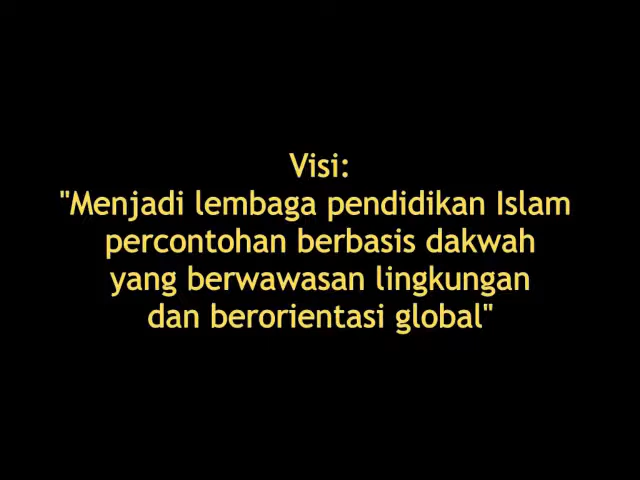 Visi:
"Menjadi lembaga pendidikan Islam
percontohan berbasis dakwah
yang berwawasan lingkungan
dan berorientasi global"